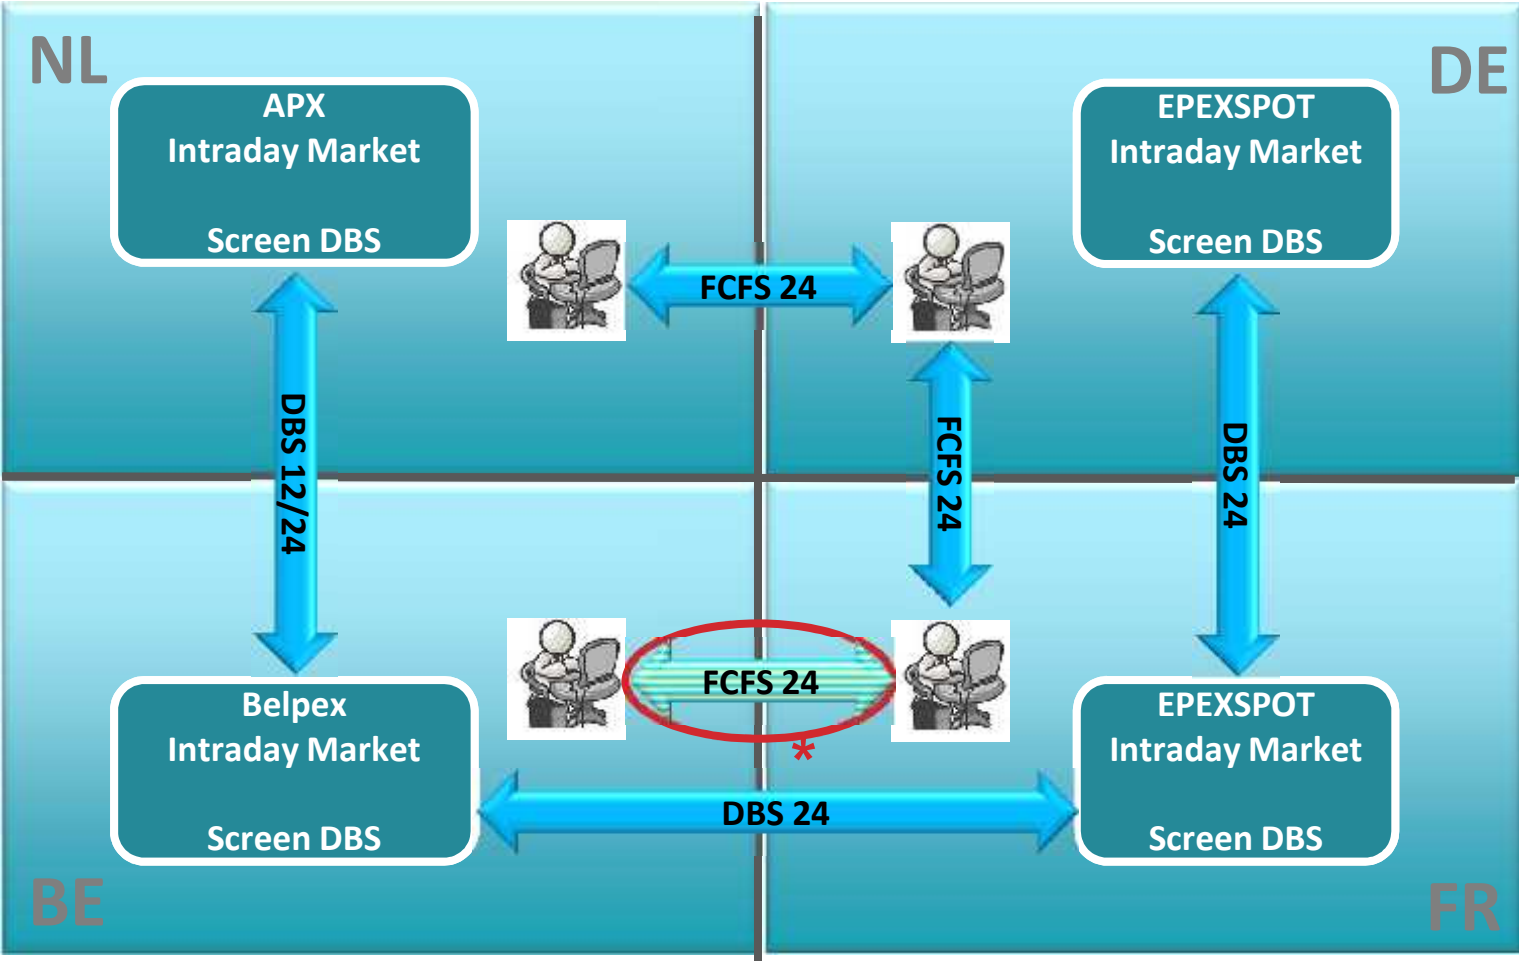 NL
APX
Intraday Market
Screen DBS
DE
EPEXSPOT
Intraday Market
Screen DBS
FCFS 24
DBS 12/24
FCFS 24
DBS 24
FCFS 24
*
Belpex
Intraday Market
Screen DBS
BE
DBS 24
EPEXSPOT
Intraday Market
Screen DBS
FR